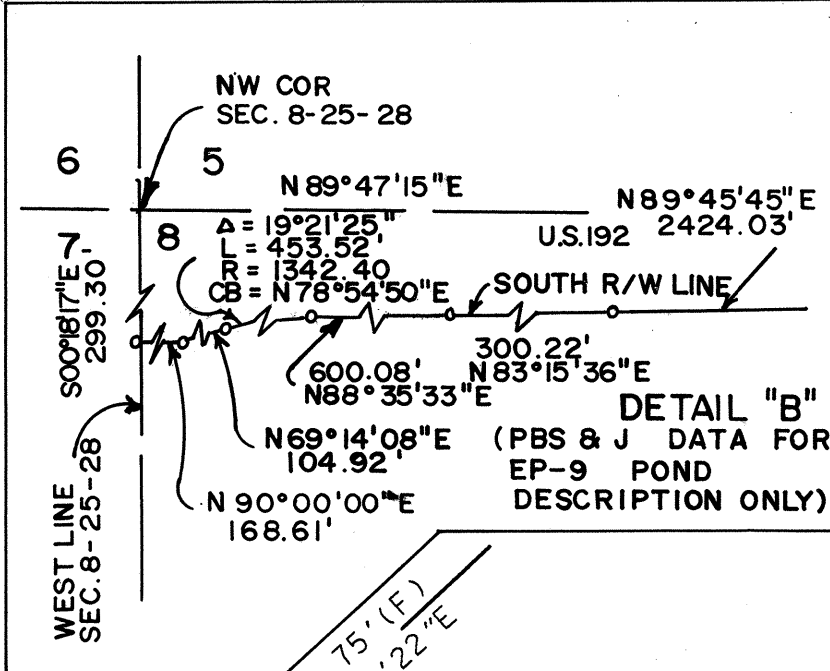 NW COR
SEC. 8-25-28
6
5
N 89°47'15"E
N89°45'45"E
2424.03'
7
8
Δ = 19°21'25"
L = 453.52'
R = 1342.40
CB = N78°54'50"E
U.S.192
SOUTH R/W LINE
S00°18'17"E
299.30'
300.22'
N83°15'36"E
600.08'
N88°35'33"E
DETAIL "B"
(PBS & J DATA FOR
EP-9 POND
DESCRIPTION ONLY)
N69°14'08"E
104.92'
N 90°00'00"E
168.61'
WEST LINE
SEC. 8-25-28
75' (F)
'22"E